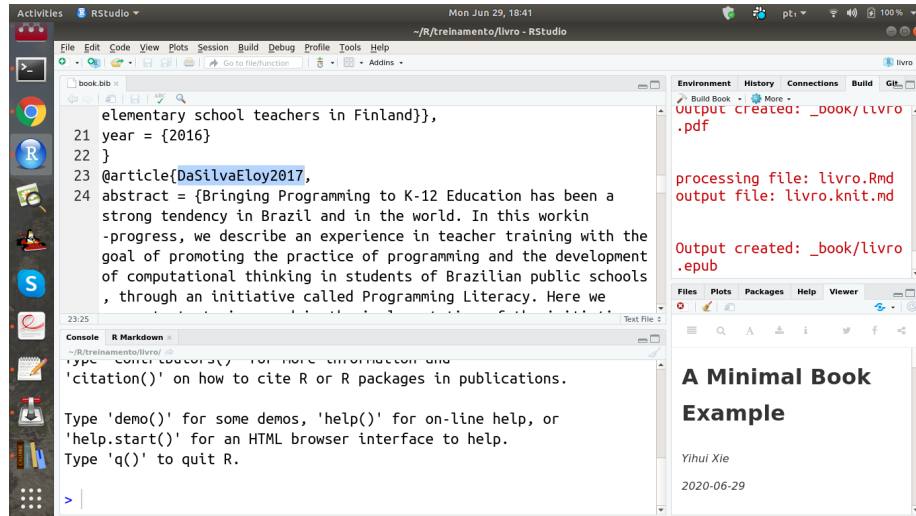 Activities RStudio Mon Jun 29, 18:41 pt₁ 100 %
~/R/treinamento/livro - RStudio
File Edit Code View Plots Session Build Debug Profile Tools Help
Go to file/function Addins livro
book.bib
elementary school teachers in Finland}},
21 year = {2016}
22 }
23 @article{DaSilvaEloy2017,
24 abstract = {Bringing Programming to K-12 Education has been a
strong tendency in Brazil and in the world. In this workin
-progress, we describe an experience in teacher training with the
goal of promoting the practice of programming and the development
of computational thinking in students of Brazilian public schools
, through an initiative called Programming Literacy. Here we
23:25 Text File
Console R Markdown
~/R/treinamento/livro/
Type 'contributors()' for more information and
'citation()' on how to cite R or R packages in publications.
Type 'demo()' for some demos, 'help()' for on-line help, or
'help.start()' for an HTML browser interface to help.
Type 'q()' to quit R.
>
Environment History Connections Build Git
Build Book More
Output created: _book/livro
.pdf
processing file: livro.Rmd
output file: livro.knit.md
Output created: _book/livro
.epub
Files Plots Packages Help Viewer
A Minimal Book
Example
Yihui Xie
2020-06-29